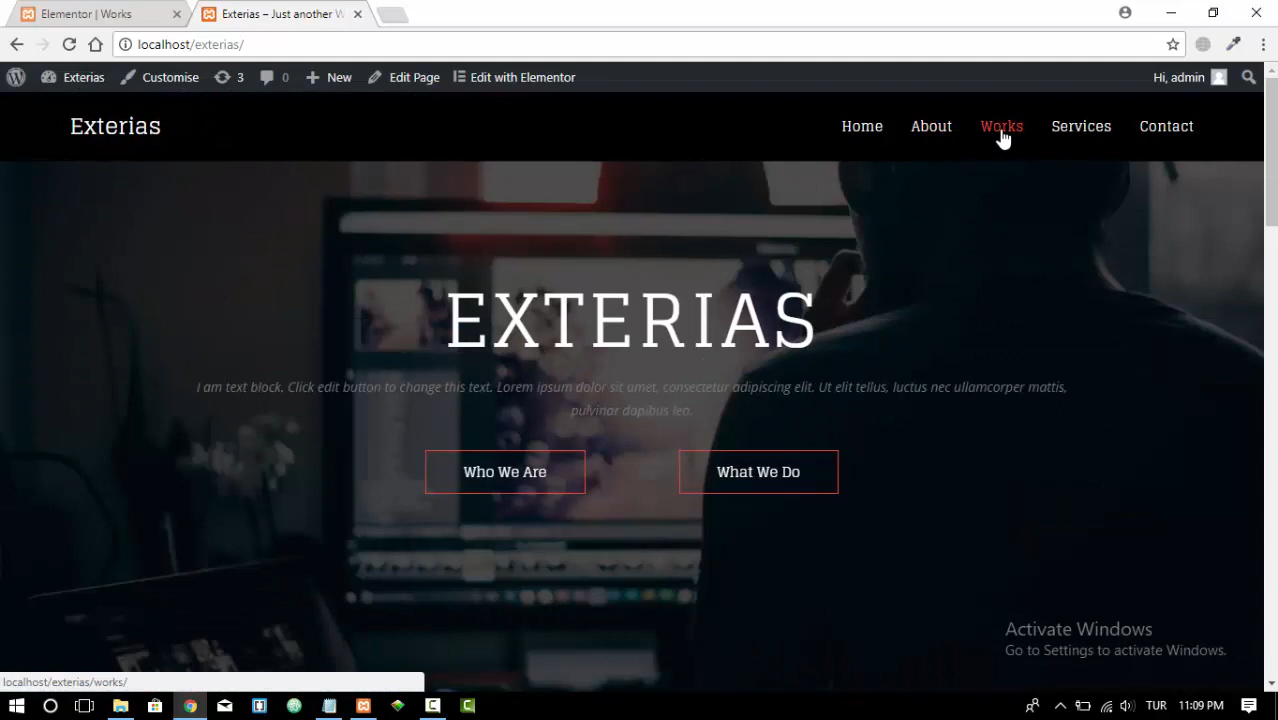 Elementor | Works
Exterias – Just another W
localhost/exterias/
Exterias
Customise
3
0
New
Edit Page
Edit with Elementor
Hi, admin
Exterias
Home
About
Works
Services
Contact
EXTERIAS
I am text block. Click edit button to change this text. Lorem ipsum dolor sit amet, consectetur adipiscing elit. Ut elit tellus, luctus nec ullamcorper mattis,
pulvinar dapibus leo.
Who We Are
What We Do
Activate Windows
Go to Settings to activate Windows.
localhost/exterias/works/
TUR
11:09 PM